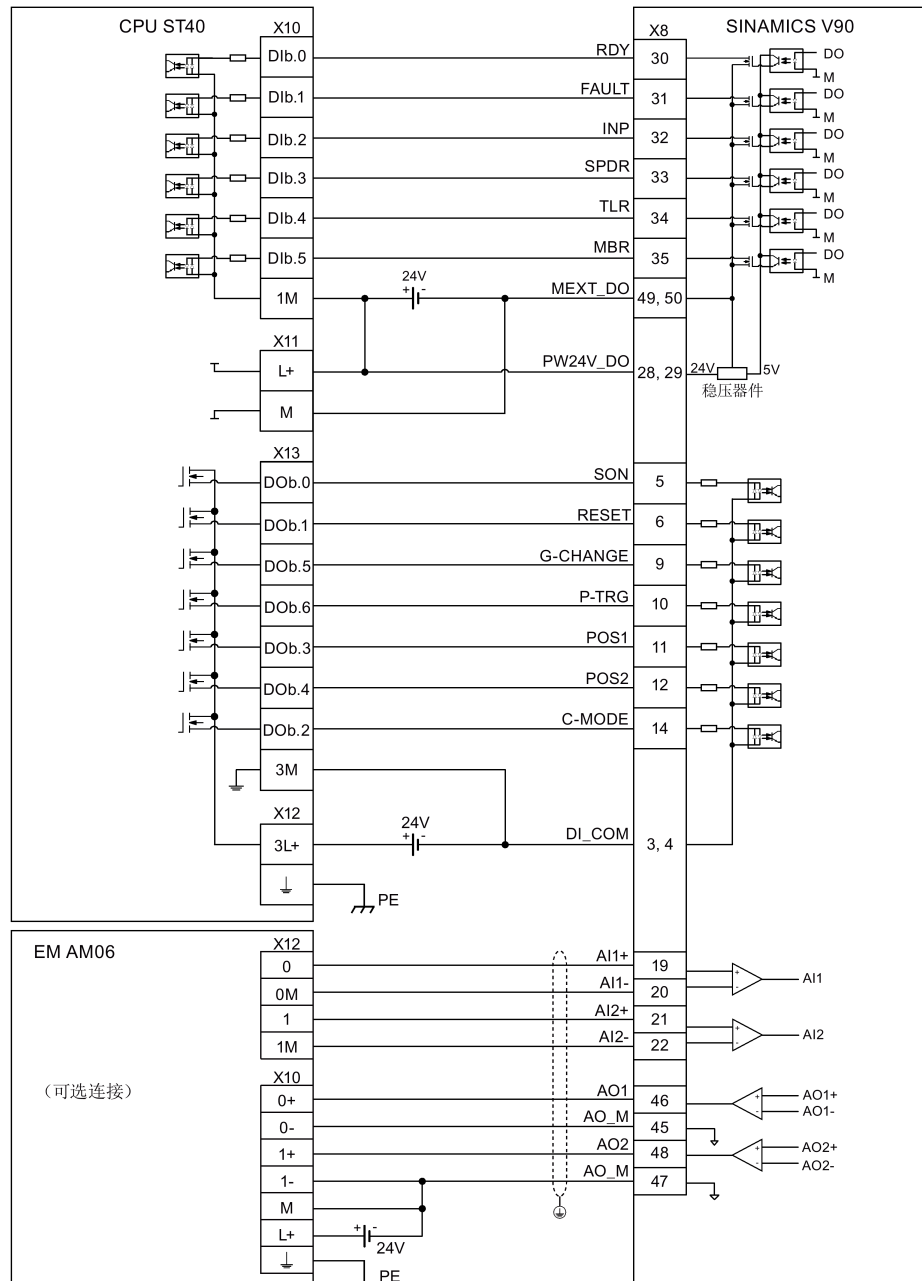 CPU ST40
X10
X8
SINAMICS V90
DIb.0
RDY
30
DO
M
DIb.1
FAULT
31
DO
M
DIb.2
INP
32
DO
M
DIb.3
SPDR
33
DO
M
DIb.4
TLR
34
DO
M
DIb.5
MBR
35
DO
M
24V
+ -
1M
MEXT_DO
49, 50
X11
L+
PW24V_DO
28, 29
24V
5V
稳压器件
M
X13
DOb.0
SON
5
DOb.1
RESET
6
DOb.5
G-CHANGE
9
DOb.6
P-TRG
10
DOb.3
POS1
11
DOb.4
POS2
12
DOb.2
C-MODE
14
3M
X12
24V
+ -
3L+
DI_COM
3, 4
PE
EM AM06
X12
0
AI1+
19
+
-
AI1
0M
AI1-
20
1
AI2+
21
+
-
AI2
1M
AI2-
22
（可选连接）
X10
0+
AO1
46
+
-
AO1+
AO1-
0-
AO_M
45
1+
AO2
48
+
-
AO2+
AO2-
1-
AO_M
47
M
L+
+ -
24V
PE